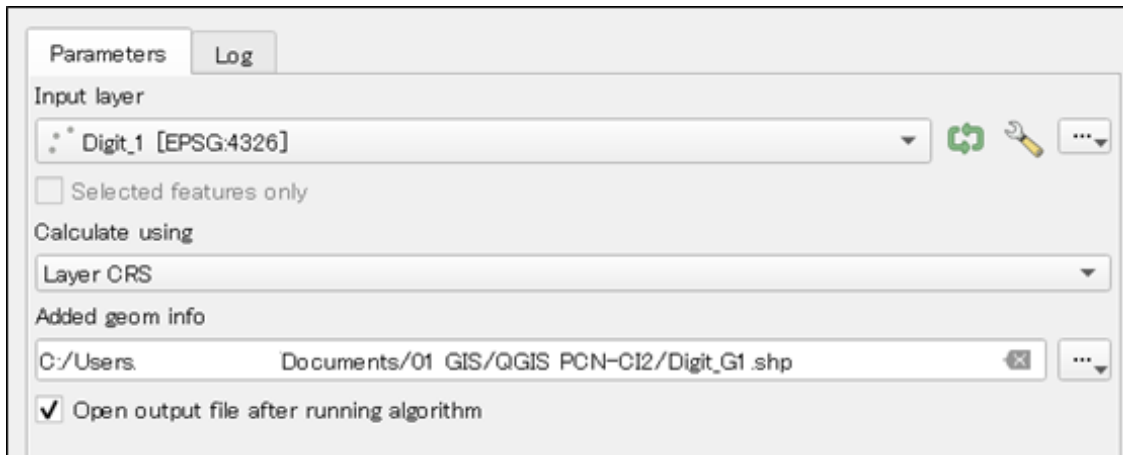 Parameters Log
Input layer
Digit_1 [EPSG:4326]
Selected features only
Calculate using
Layer CRS
Added geom info
C:/Users. Documents/01 GIS/QGIS PCN-CI2/Digit_G1.shp
Open output file after running algorithm